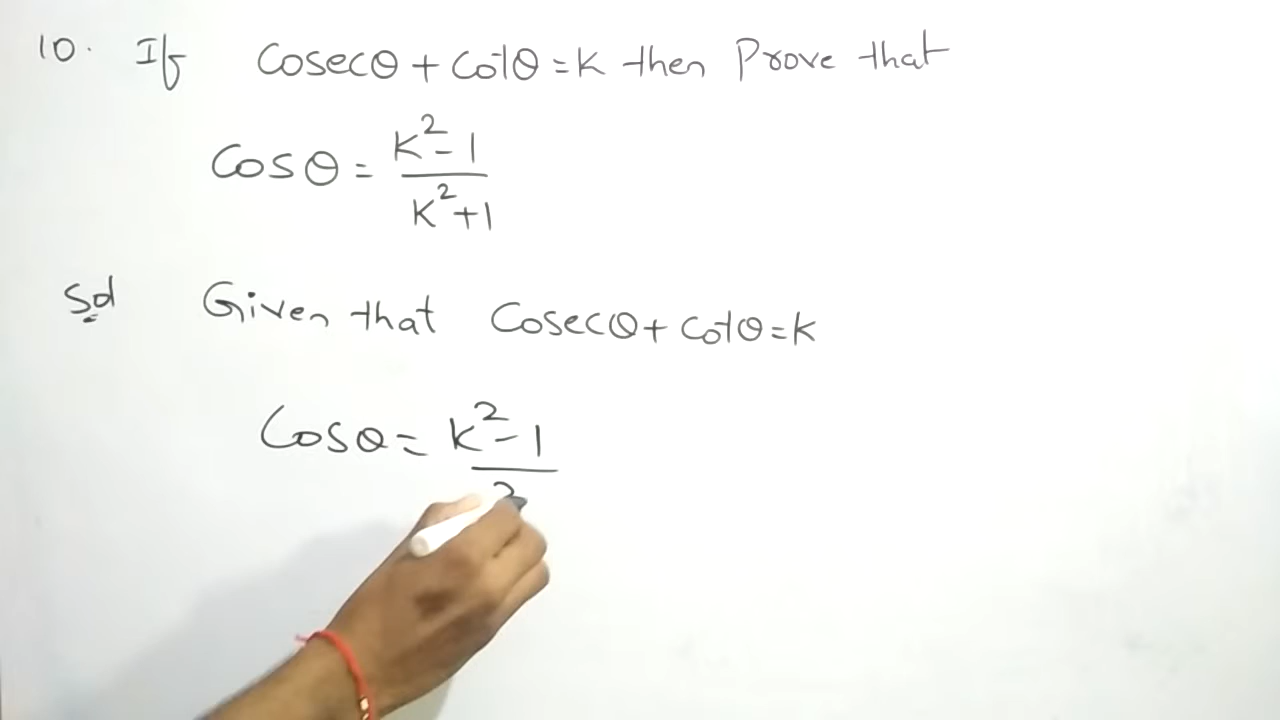 10. If Cosecθ + Cotθ = K then Prove that
Cosθ = K²-1 / K²+1
Sol Given that Cosecθ + Cotθ = K
Cosθ = K²-1 / 2